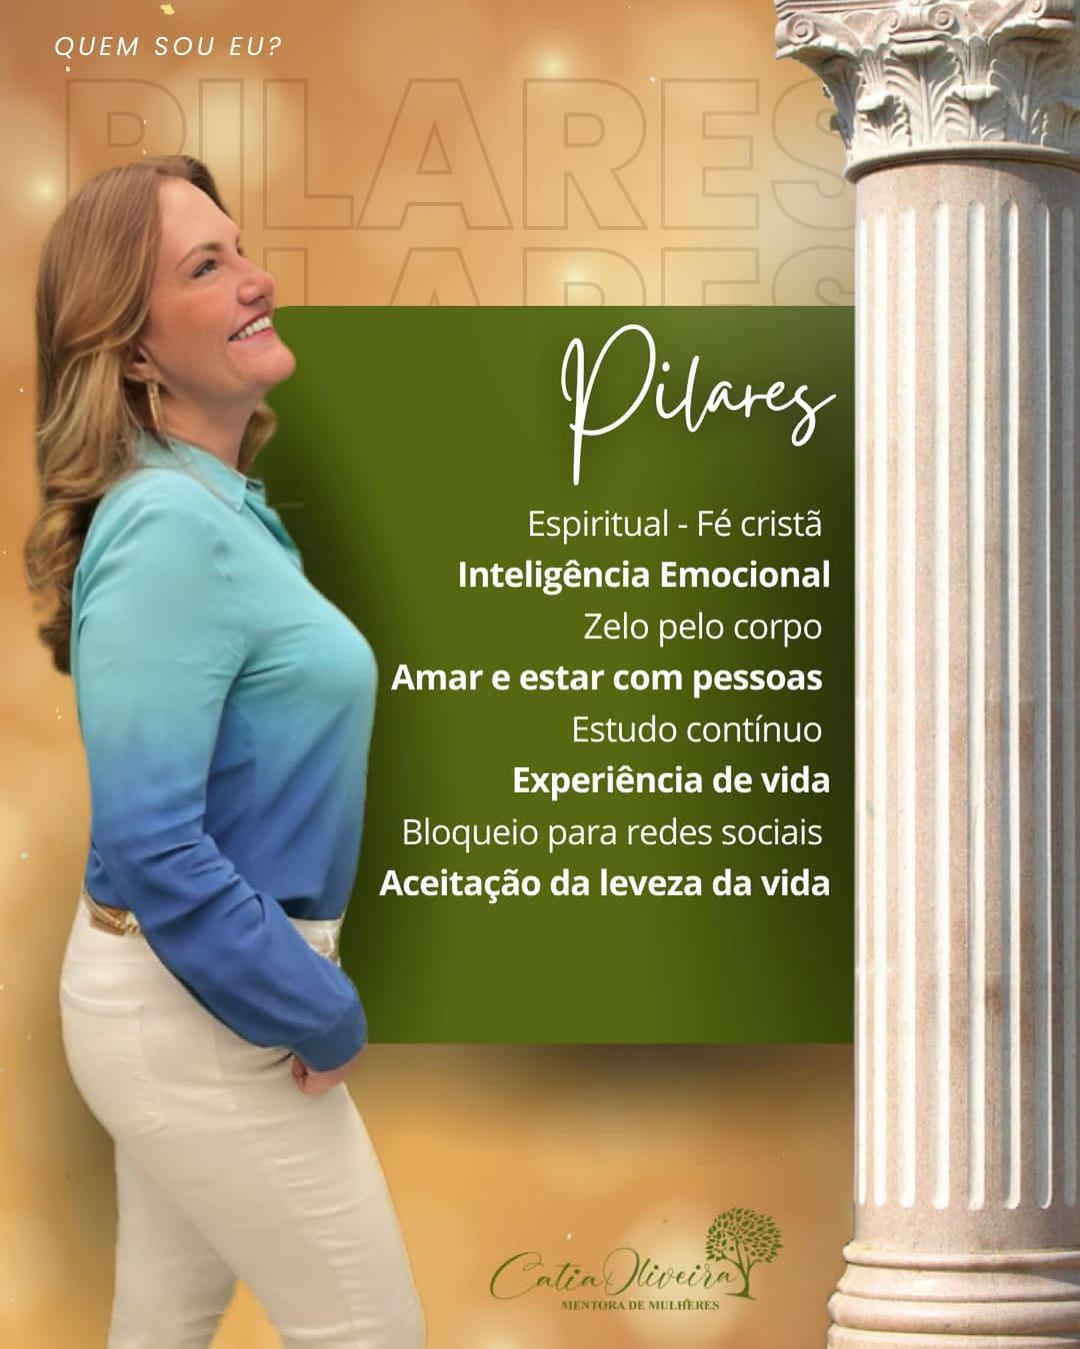 QUEM SOU EU?
PILARES
PILARES
Pilares
Espiritual - Fé cristã
Inteligência Emocional
Zelo pelo corpo
Amar e estar com pessoas
Estudo contínuo
Experiência de vida
Bloqueio para redes sociais
Aceitação da leveza da vida
Catia Oliveira
MENTORA DE MULHERES